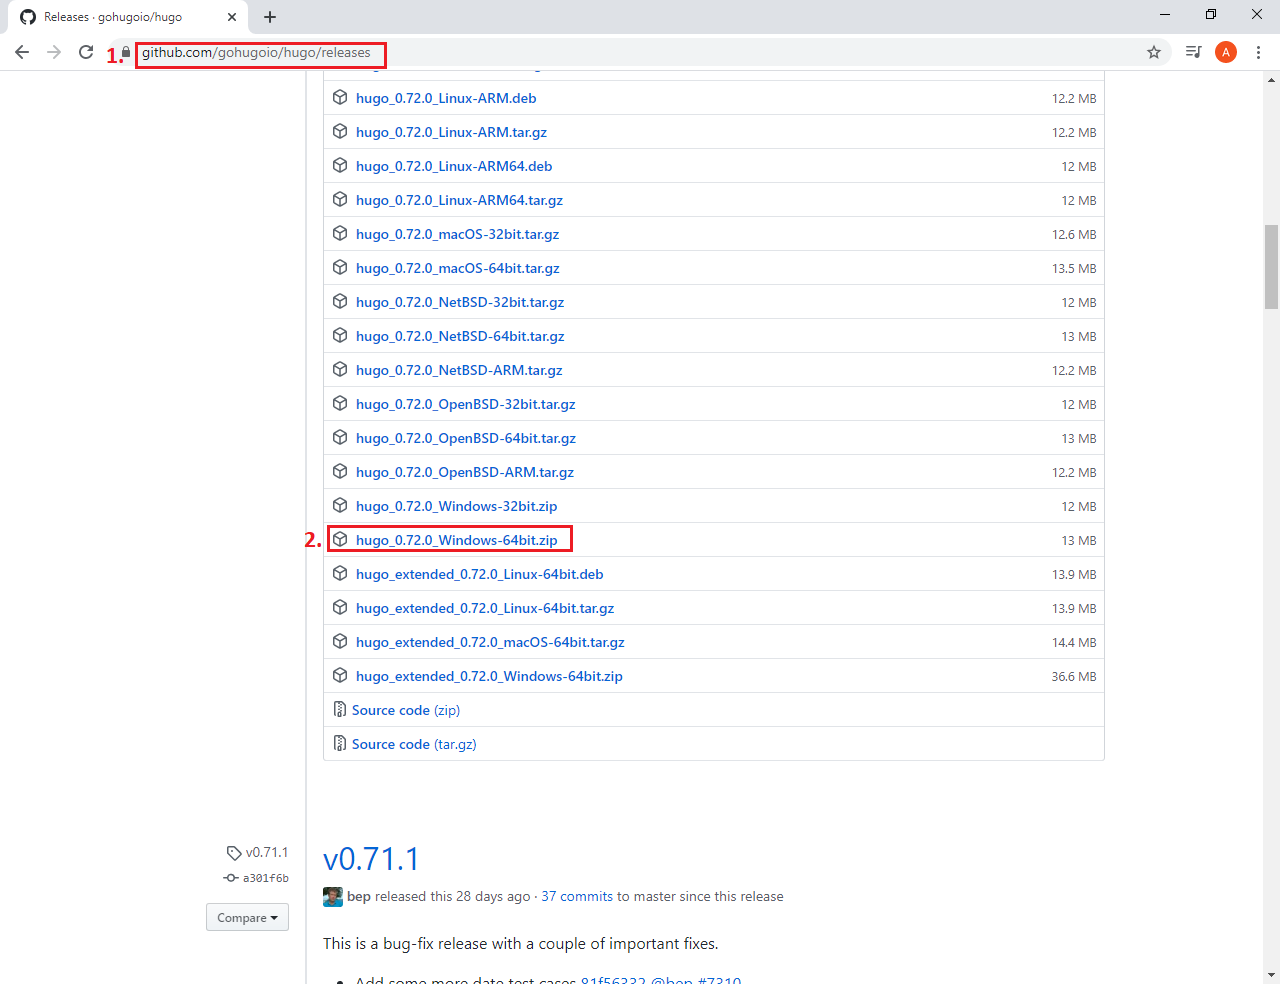 Releases · gohugoio/hugo
1. github.com/gohugoio/hugo/releases
A
hugo_0.72.0_Linux-ARM.deb 12.2 MB
hugo_0.72.0_Linux-ARM.tar.gz 12.2 MB
hugo_0.72.0_Linux-ARM64.deb 12 MB
hugo_0.72.0_Linux-ARM64.tar.gz 12 MB
hugo_0.72.0_macOS-32bit.tar.gz 12.6 MB
hugo_0.72.0_macOS-64bit.tar.gz 13.5 MB
hugo_0.72.0_NetBSD-32bit.tar.gz 12 MB
hugo_0.72.0_NetBSD-64bit.tar.gz 13 MB
hugo_0.72.0_NetBSD-ARM.tar.gz 12.2 MB
hugo_0.72.0_OpenBSD-32bit.tar.gz 12 MB
hugo_0.72.0_OpenBSD-64bit.tar.gz 13 MB
hugo_0.72.0_OpenBSD-ARM.tar.gz 12.2 MB
hugo_0.72.0_Windows-32bit.zip 12 MB
2. hugo_0.72.0_Windows-64bit.zip 13 MB
hugo_extended_0.72.0_Linux-64bit.deb 13.9 MB
hugo_extended_0.72.0_Linux-64bit.tar.gz 13.9 MB
hugo_extended_0.72.0_macOS-64bit.tar.gz 14.4 MB
hugo_extended_0.72.0_Windows-64bit.zip 36.6 MB
Source code (zip)
Source code (tar.gz)
v0.71.1
a301f6b
Compare
v0.71.1
bep released this 28 days ago · 37 commits to master since this release
This is a bug-fix release with a couple of important fixes.
• Add some more date test cases 81f56332 @bep #7310